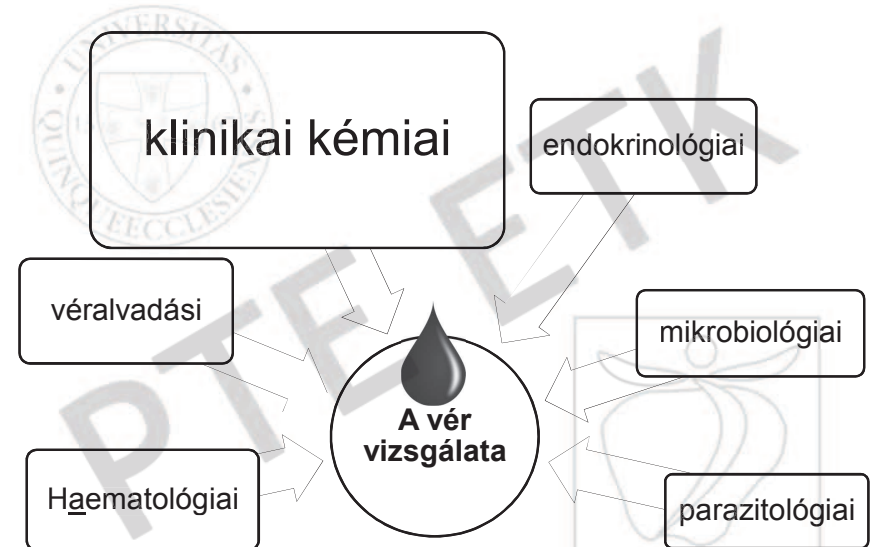 klinikai kémiai
endokrinológiai
véralvadási
mikrobiológiai
A vér
vizsgálata
Haematológiai
parazitológiai
PTE ETK